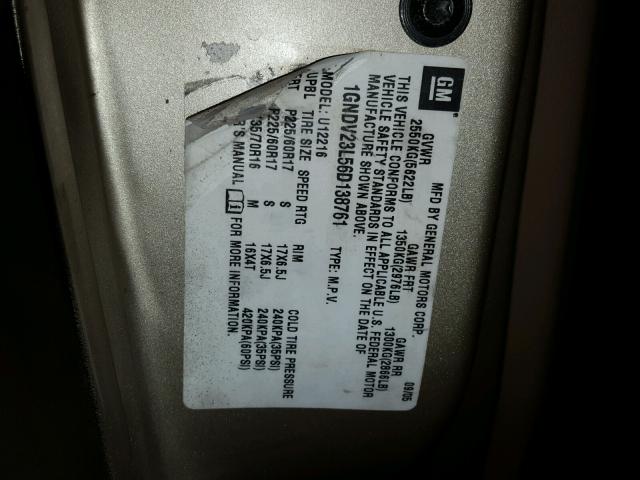 GM
MFD BY GENERAL MOTORS CORP. 09/05
GVWR GAWR FRT GAWR RR
2550KG(5622LB) 1350KG(2976LB) 1300KG(2866LB)
THIS VEHICLE CONFORMS TO ALL APPLICABLE U.S. FEDERAL MOTOR
VEHICLE SAFETY STANDARDS IN EFFECT ON THE DATE OF
MANUFACTURE SHOWN ABOVE.
1GNDV23L56D138761 TYPE: M.P.V.
MODEL: U12216
UPBL TIRE SIZE SPEED RTG RIM COLD TIRE PRESSURE
FRT P225/60R17 S 17X6.5J 240KPA(35PSI)
P225/60R17 S 17X6.5J 240KPA(35PSI)
35/70R16 M 16X4T 420KPA(60PSI)
R'S MANUAL FOR MORE INFORMATION.